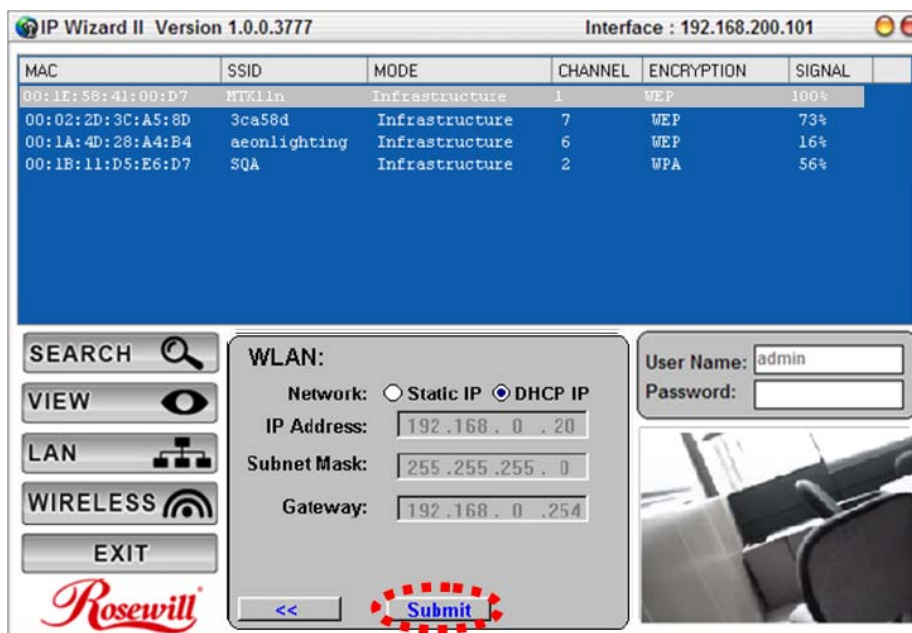 IP Wizard II Version 1.0.0.3777 Interface : 192.168.200.101
MAC SSID MODE CHANNEL ENCRYPTION SIGNAL
00:1E:58:41:00:D7 MTK11n Infrastructure 1 WEP 100%
00:02:2D:3C:A5:8D 3ca58d Infrastructure 7 WEP 73%
00:1A:4D:28:A4:B4 aeonlighting Infrastructure 6 WEP 16%
00:1B:11:D5:E6:D7 SQA Infrastructure 2 WPA 56%
SEARCH
VIEW
LAN
WIRELESS
EXIT
Rosewill
WLAN:
Network: Static IP DHCP IP
IP Address: 192.168. 0 .20
Subnet Mask: 255.255.255. 0
Gateway: 192.168. 0 .254
<< Submit
User Name: admin
Password: